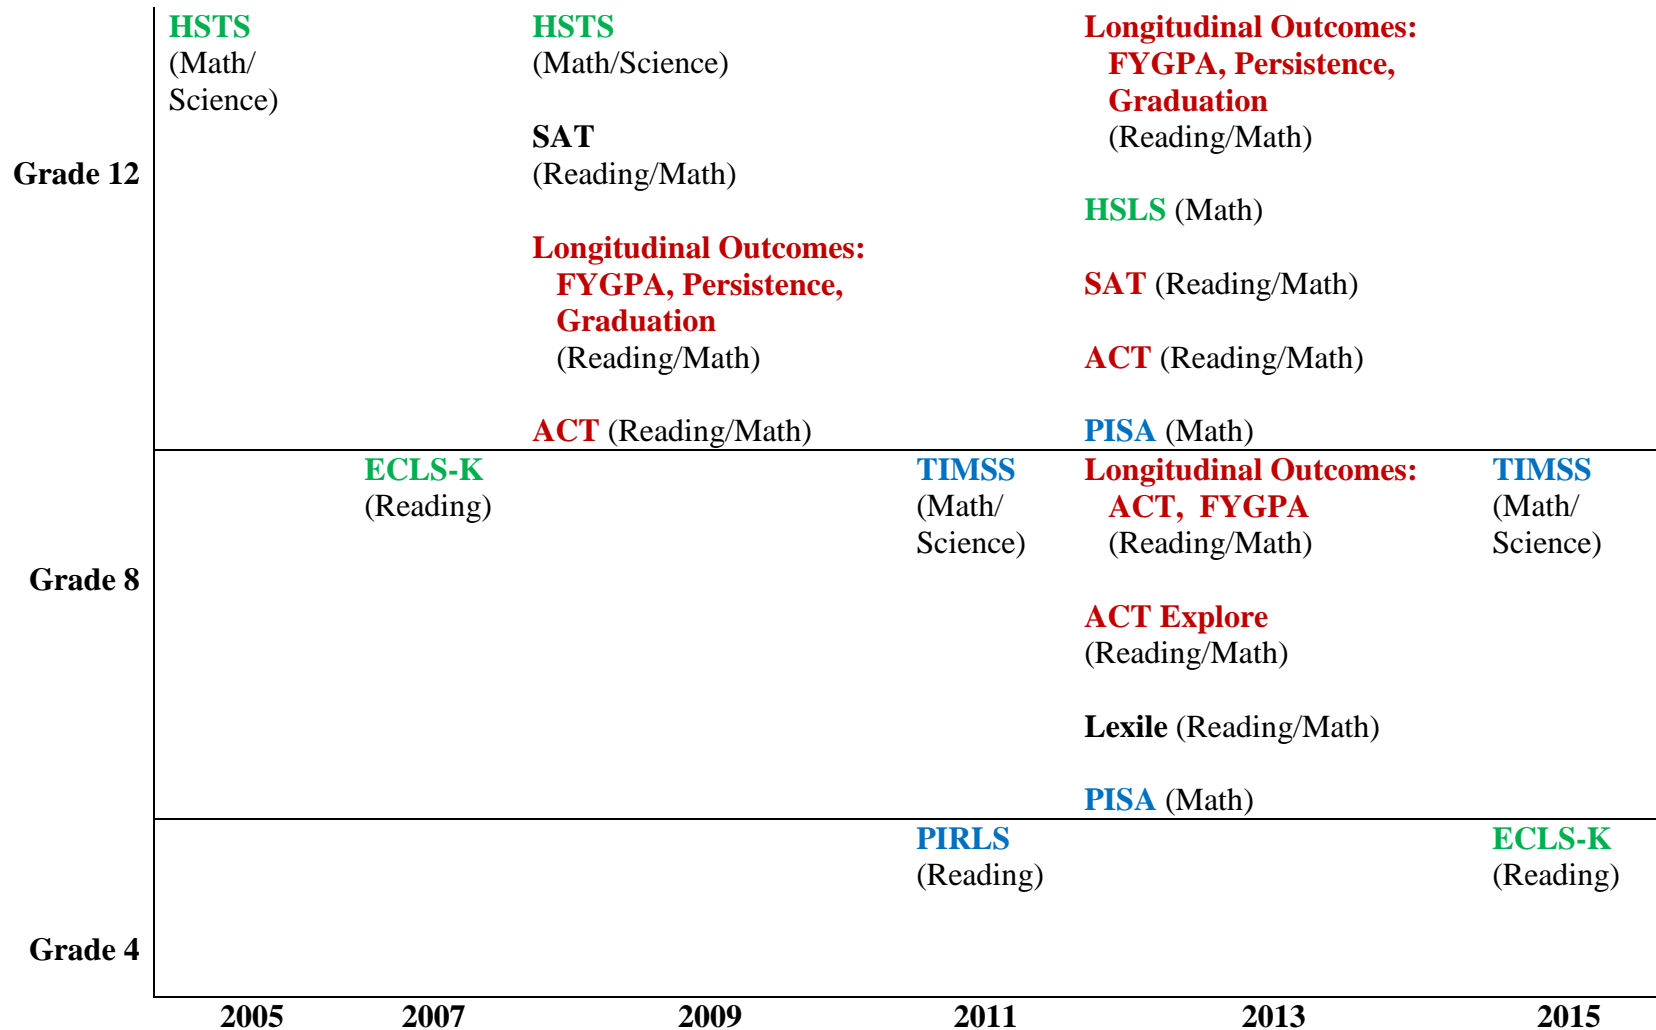 Grade 12
HSTS
(Math/
Science)
HSTS
(Math/Science)
SAT
(Reading/Math)
Longitudinal Outcomes:
FYGPA, Persistence,
Graduation
(Reading/Math)
ACT (Reading/Math)
Longitudinal Outcomes:
FYGPA, Persistence,
Graduation
(Reading/Math)
HSLS (Math)
SAT (Reading/Math)
ACT (Reading/Math)
PISA (Math)
Grade 8
ECLS-K
(Reading)
TIMSS
(Math/
Science)
Longitudinal Outcomes:
ACT, FYGPA
(Reading/Math)
ACT Explore
(Reading/Math)
Lexile (Reading/Math)
PISA (Math)
TIMSS
(Math/
Science)
Grade 4
PIRLS
(Reading)
ECLS-K
(Reading)
2005 2007 2009 2011 2013 2015